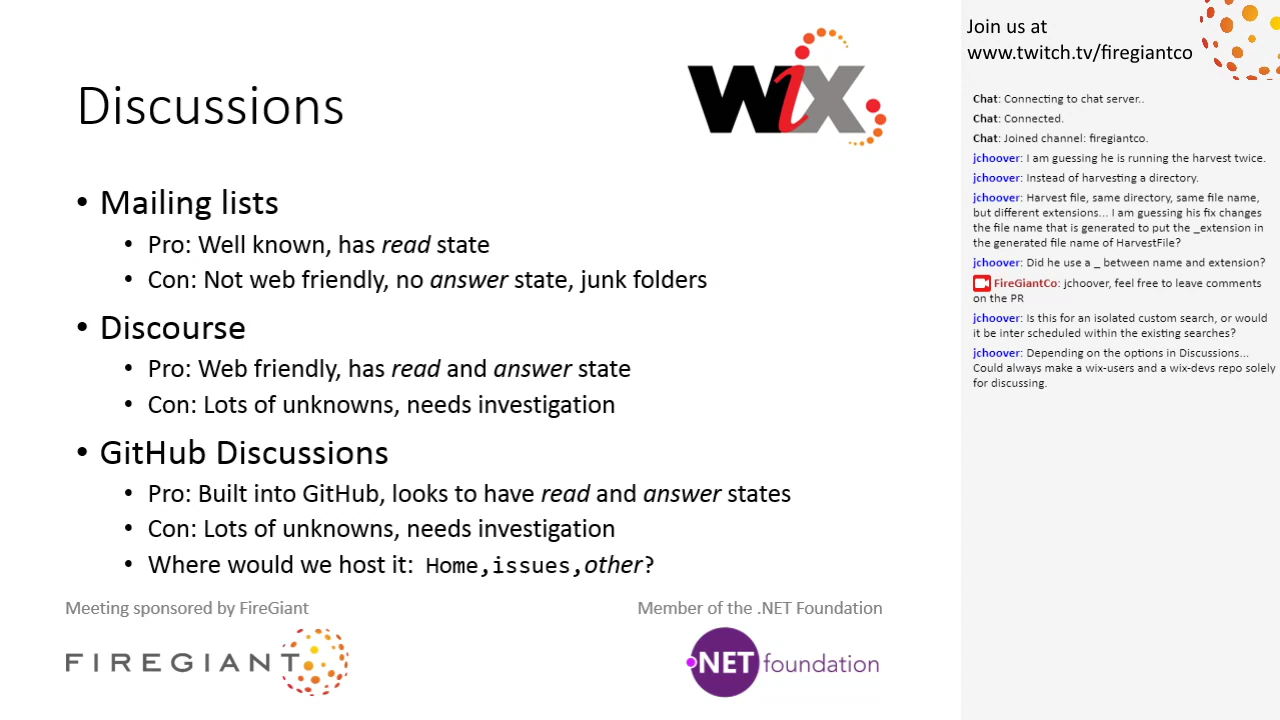 WiX
Discussions
• Mailing lists
• Pro: Well known, has read state
• Con: Not web friendly, no answer state, junk folders
• Discourse
• Pro: Web friendly, has read and answer state
• Con: Lots of unknowns, needs investigation
• GitHub Discussions
• Pro: Built into GitHub, looks to have read and answer states
• Con: Lots of unknowns, needs investigation
• Where would we host it: Home,issues,other?
Meeting sponsored by FireGiant
FIREGIANT
Member of the .NET Foundation
.NET foundation
Join us at
www.twitch.tv/firegiantco
Chat: Connecting to chat server..
Chat: Connected.
Chat: Joined channel: firegiantco.
jchoover: I am guessing he is running the harvest twice.
jchoover: Instead of harvesting a directory.
jchoover: Harvest file, same directory, same file name,
but different extensions... I am guessing his fix changes
the file name that is generated to put the _extension in
the generated file name of HarvestFile?
jchoover: Did he use a _ between name and extension?
FireGiantCo: jchoover, feel free to leave comments
on the PR
jchoover: Is this for an isolated custom search, or would
it be inter scheduled within the existing searches?
jchoover: Depending on the options in Discussions...
Could always make a wix-users and a wix-devs repo solely
for discussing.